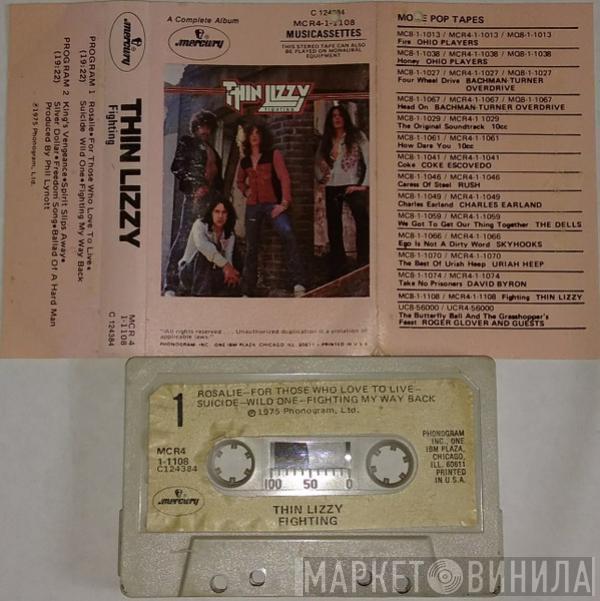 PROGRAM 1 Rosalie•For Those Who Love To Live•
(19:22) Suicide Wild One•Fighting My Way Back
PROGRAM 2 King's Vengeance•Spirit Slips Away•
(19:22) Silver Dollar•Freedom Song•Ballad Of A Hard Man
Produced By Phil Lynott
℗1975 Phonogram, Ltd.
mercury
THIN LIZZY
Fighting
MCR 4
1-1108
C 124384
A Complete Album
C 124384
MCR4-1-1108
mercury
MUSICASSETTES
THIS STEREO TAPE CAN ALSO
BE PLAYED ON MONAURAL
EQUIPMENT
THIN LIZZY
FIGHTING
"All rights reserved . . . Unauthorized duplication is a violation of
applicable laws."
PHONOGRAM INC. ONE IBM PLAZA, CHICAGO ILL. 60611 • PRINTED IN U.S.A.
MORE POP TAPES
MC8-1-1013 / MCR4-1-1013 / MQ8-1-1013
Fire OHIO PLAYERS
MC8-1-1038 / MCR4-1-1038 / MQ8-1-1038
Honey OHIO PLAYERS
MC8-1-1027 / MCR4-1-1027 / MQ8-1-1027
Four Wheel Drive BACHMAN-TURNER
OVERDRIVE
MC8-1-1067 / MCR4-1-1067 / MQ8-1-1067
Head On BACHMAN-TURNER OVERDRIVE
MC8-1-1029 / MCR4-1 1029
The Original Soundtrack 10cc
MC8-1-1061 / MCR4-1-1061
How Dare You 10cc
MC8-1-1041 / MCR4-1-1041
Coke COKE ESCOVEDO
MC8-1-1046 / MCR4-1-1046
Caress Of Steel RUSH
MC8-1-1049 / MCR4-1-1049
Charles Earland CHARLES EARLAND
MC8-1-1059 / MCR4-1-1059
We Got To Get Our Thing Together THE DELLS
MC8-1-1066 / MCR4-1-1066
Ego Is Not A Dirty Word SKYHOOKS
MC8-1-1070 / MCR4-1-1070
The Best Of Uriah Heep URIAH HEEP
MC8-1-1074 / MCR4-1-1074
Take No Prisoners DAVID BYRON
MC8-1-1108 / MCR4-1-1108 Fighting THIN LIZZY
UC8-56000 / UCR4-56000
The Butterfly Ball And The Grasshopper's
Feast ROGER GLOVER AND GUESTS
1
ROSALIE—FOR THOSE WHO LOVE TO LIVE—
SUICIDE—WILD ONE—FIGHTING MY WAY BACK
℗1975 Phonogram, Ltd.
MCR4
1-1108
C124384
mercury
100 50 0
PHONOGRAM
INC., ONE
IBM PLAZA,
CHICAGO,
ILL. 60611
PRINTED
IN U.S.A.
THIN LIZZY
FIGHTING
МАРКЕТ ВИНИЛА